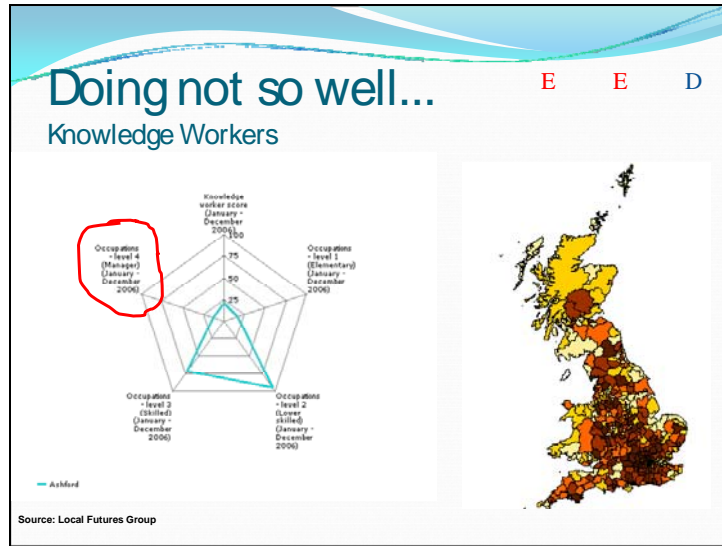 Doing not so well...
E E D
Knowledge Workers
Knowledge
worker score
(January -
December
2006)
100
75
50
25
Occupations
- level 4
(Manager)
(January -
December
2006)
Occupations
- level 1
(Elementary)
(January -
December
2006)
Occupations
- level 3
(Skilled)
(January -
December
2006)
Occupations
- level 2
(Lower
skilled)
(January -
December
2006)
Ashford
Source: Local Futures Group